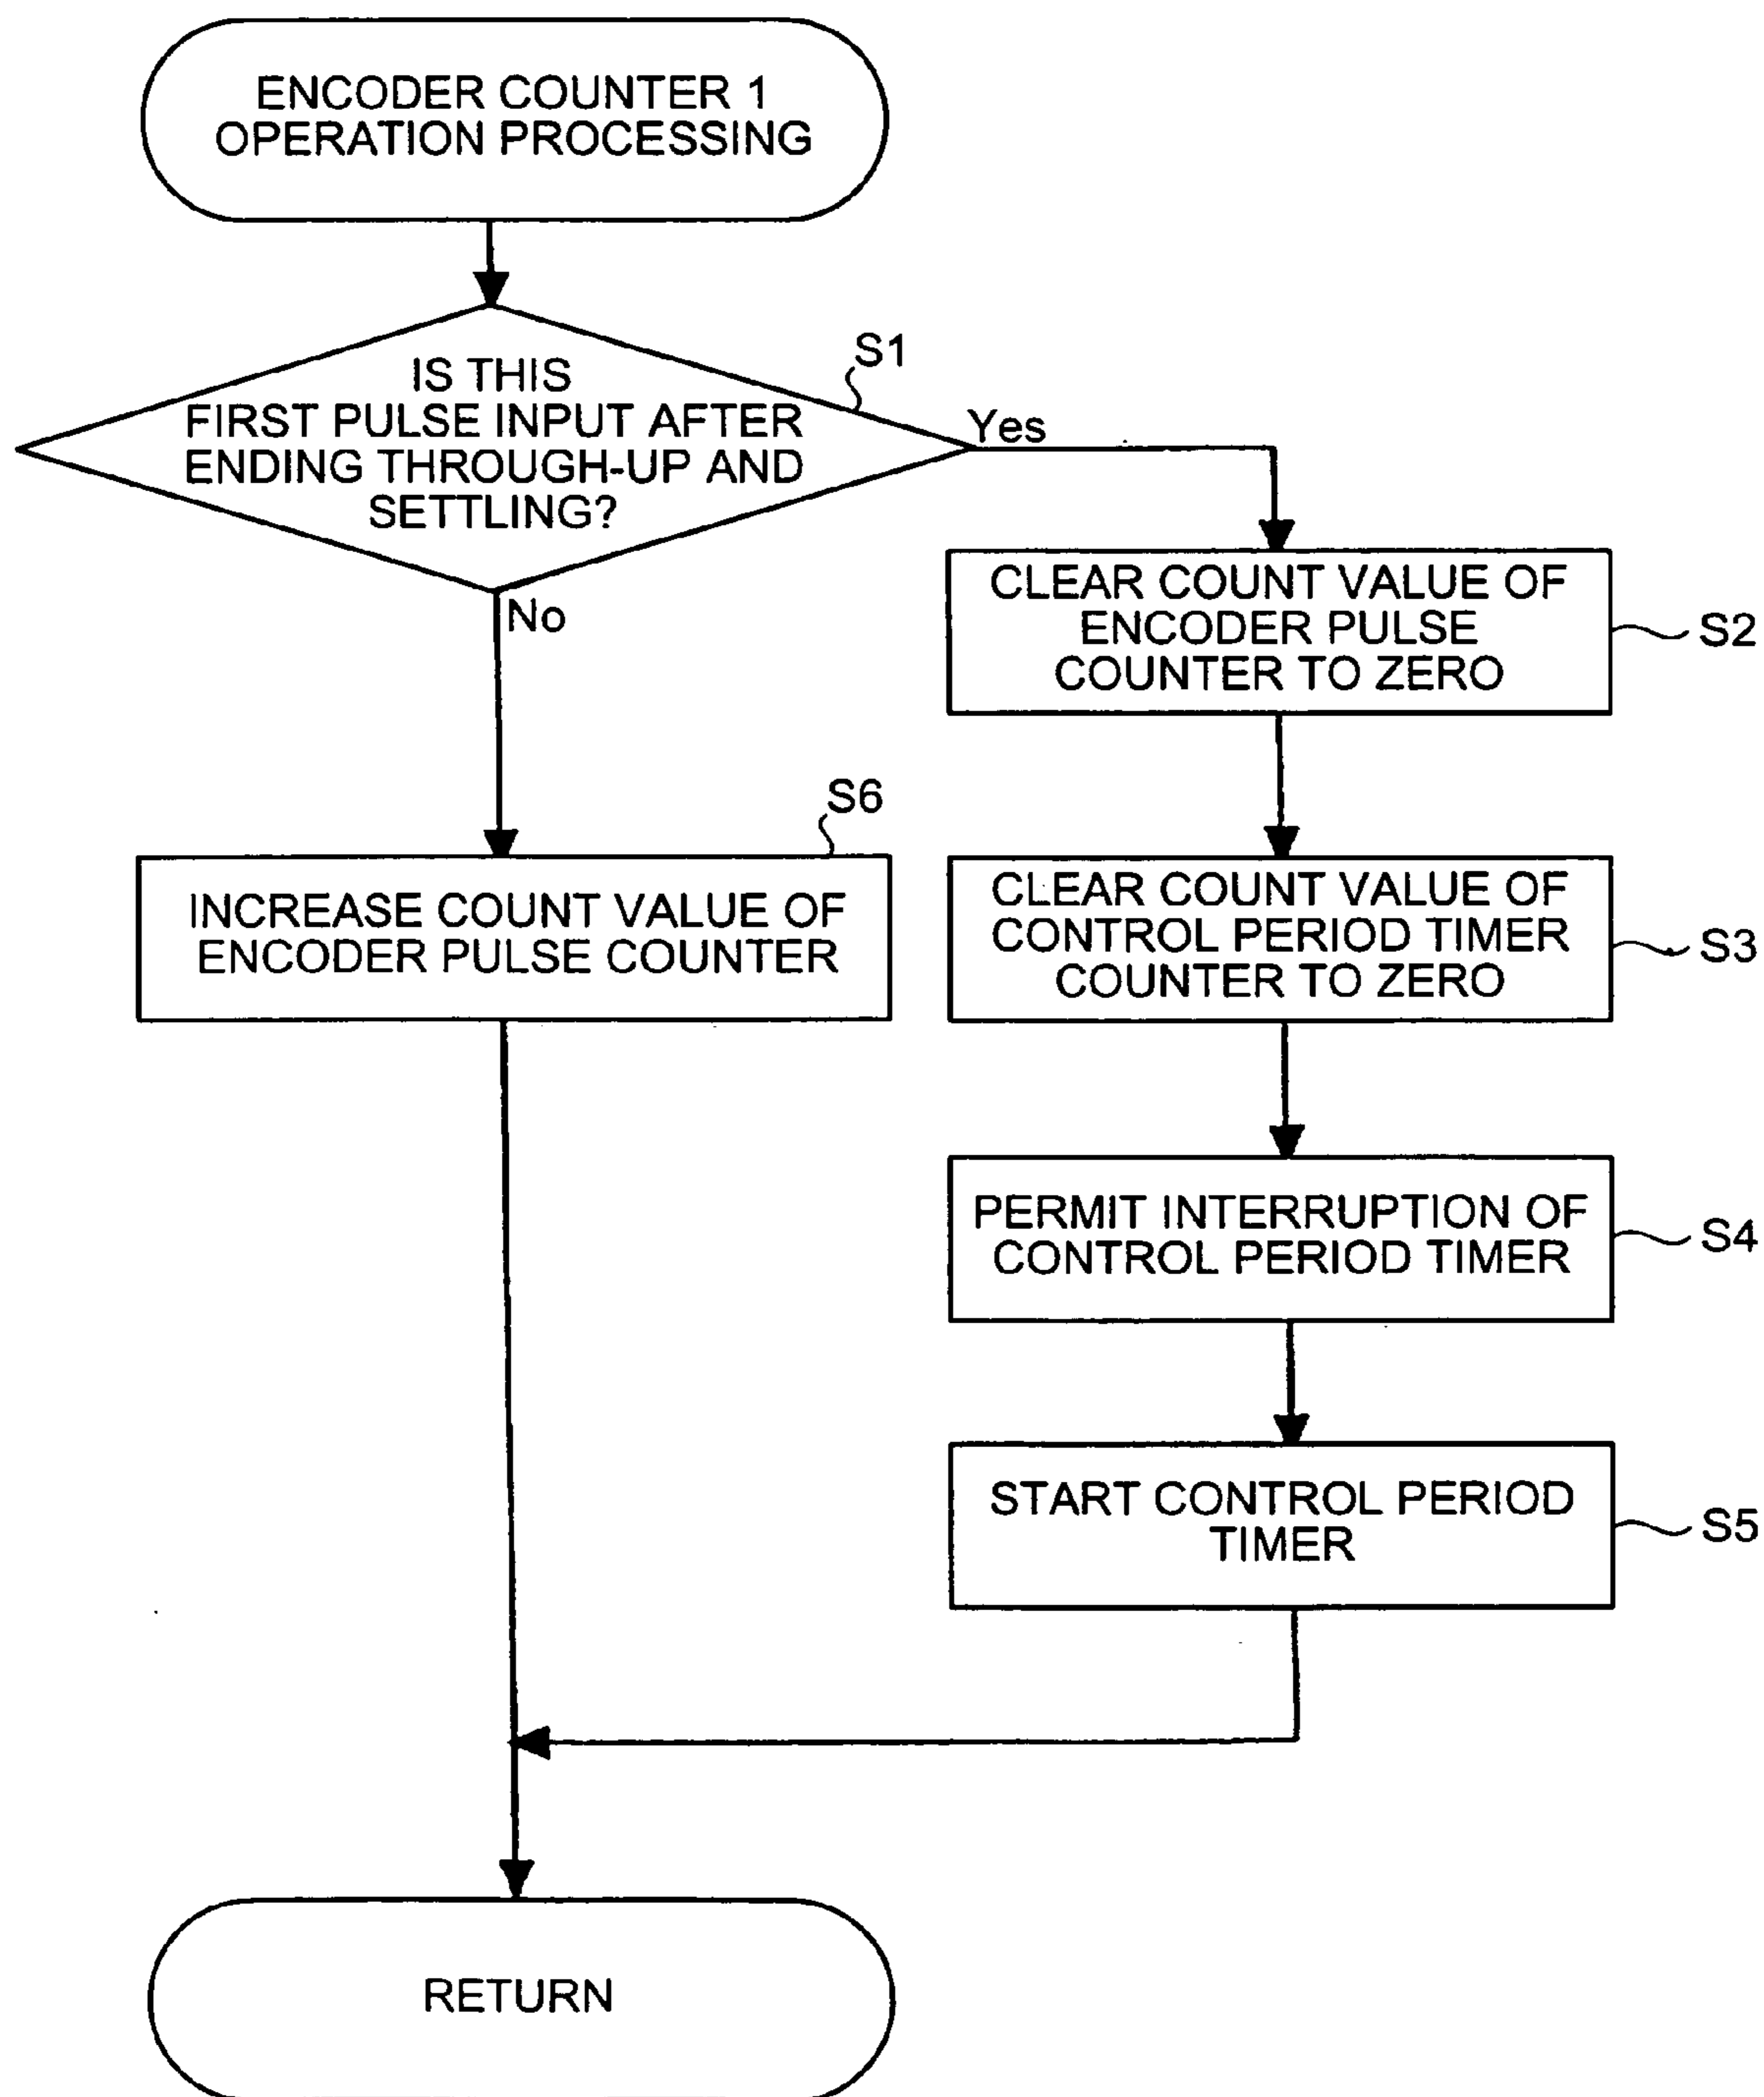 ENCODER COUNTER 1
OPERATION PROCESSING
S1
IS THIS
FIRST PULSE INPUT AFTER
ENDING THROUGH-UP AND
SETTLING?
Yes
No
CLEAR COUNT VALUE OF
ENCODER PULSE
COUNTER TO ZERO
S2
S6
INCREASE COUNT VALUE OF
ENCODER PULSE COUNTER
CLEAR COUNT VALUE OF
CONTROL PERIOD TIMER
COUNTER TO ZERO
S3
PERMIT INTERRUPTION OF
CONTROL PERIOD TIMER
S4
START CONTROL PERIOD
TIMER
S5
RETURN